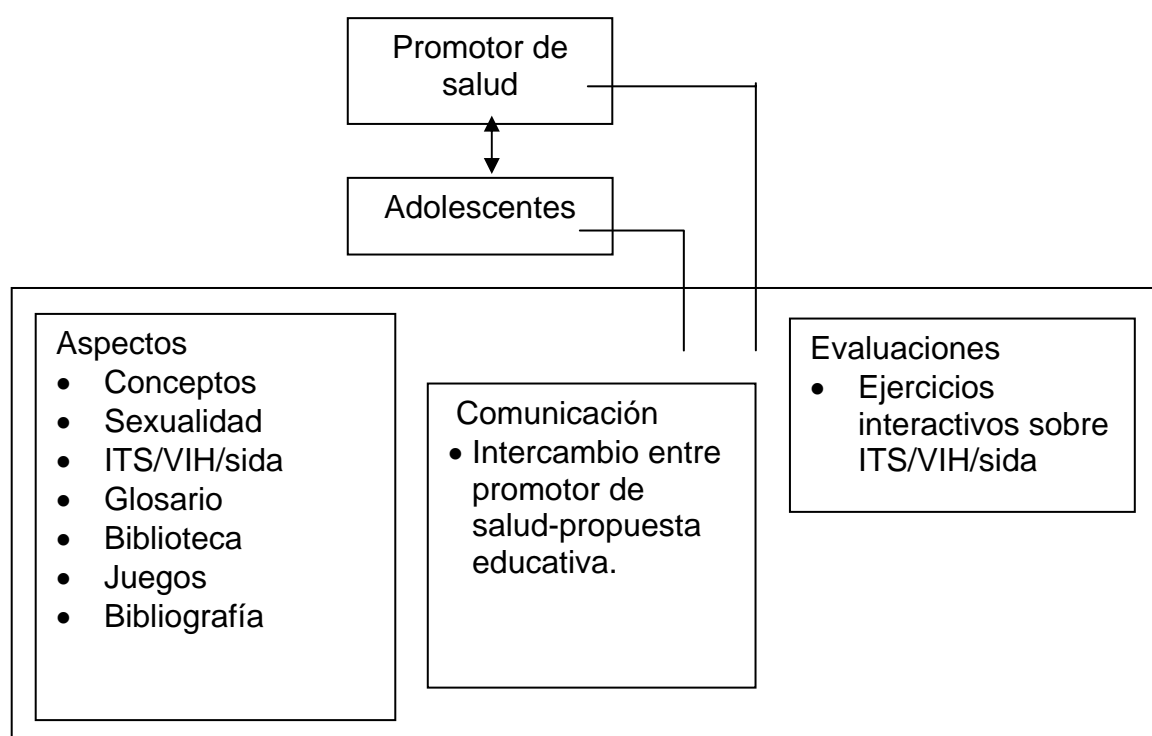 Promotor de
salud
Adolescentes
Aspectos
• Conceptos
• Sexualidad
• ITS/VIH/sida
• Glosario
• Biblioteca
• Juegos
• Bibliografía
Comunicación
• Intercambio entre
promotor de
salud-propuesta
educativa.
Evaluaciones
• Ejercicios
interactivos sobre
ITS/VIH/sida